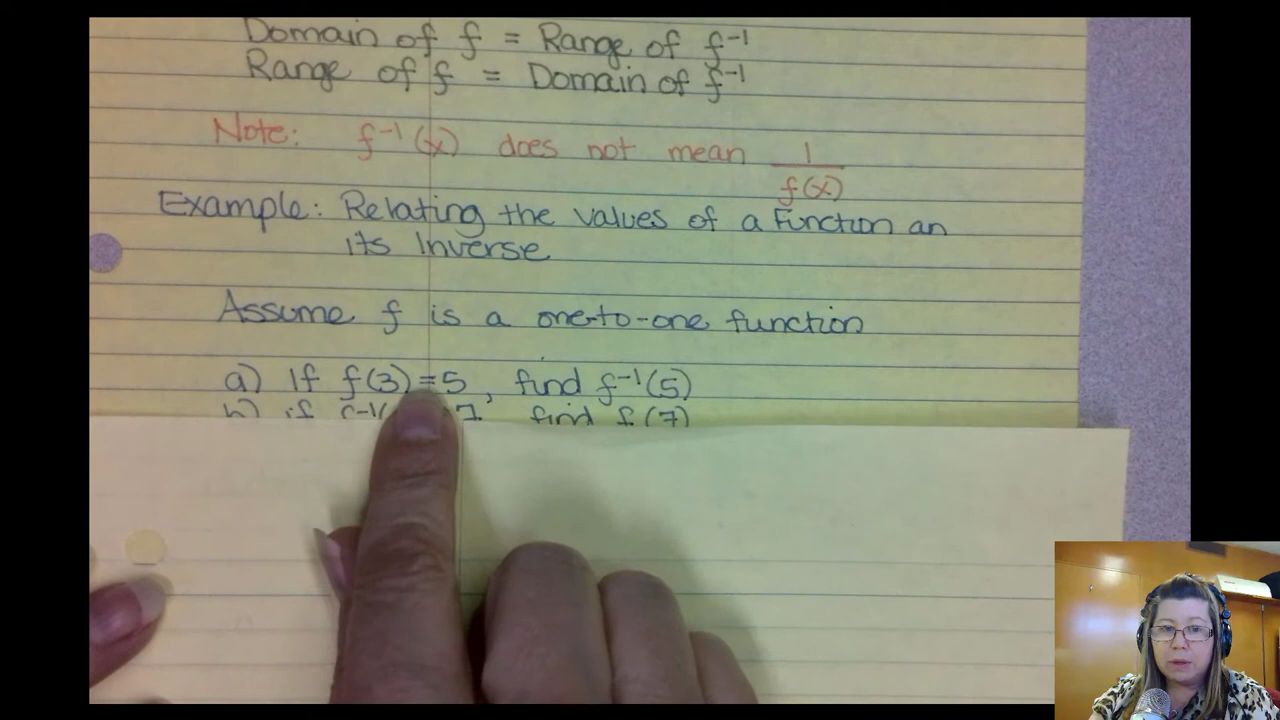 Domain of f = Range of f⁻¹
Range of f = Domain of f⁻¹
Note: f⁻¹(x) does not mean 1/f(x)
Example: Relating the values of a Function an
its Inverse
Assume f is a one-to-one function
a) If f(3)=5, find f⁻¹(5)
b) if 7, find f(7)